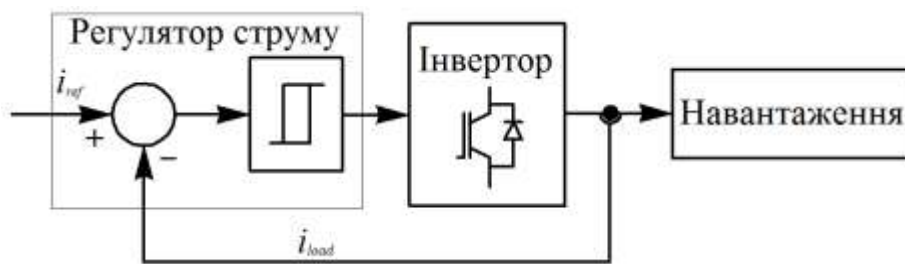 Регулятор струму
Інвертор
Навантаження
i_ref
+
−
i_load